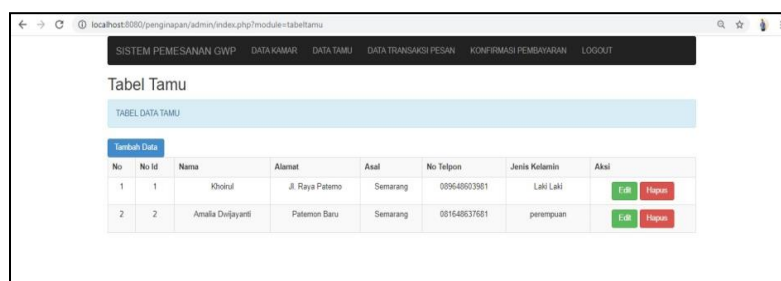 localhost:8080/penginapan/admin/index.php?module=tabeltamu
SISTEM PEMESANAN GWP DATA KAMAR DATA TAMU DATA TRANSAKSI PESAN KONFIRMASI PEMBAYARAN LOGOUT
Tabel Tamu
TABEL DATA TAMU
Tambah Data
No No Id Nama Alamat Asal No Telpon Jenis Kelamin Aksi
1 1 Khoirul Jl. Raya Patemo Semarang 089648603981 Laki Laki Edit Hapus
2 2 Amalia Dwijayanti Patemon Baru Semarang 081648637681 perempuan Edit Hapus